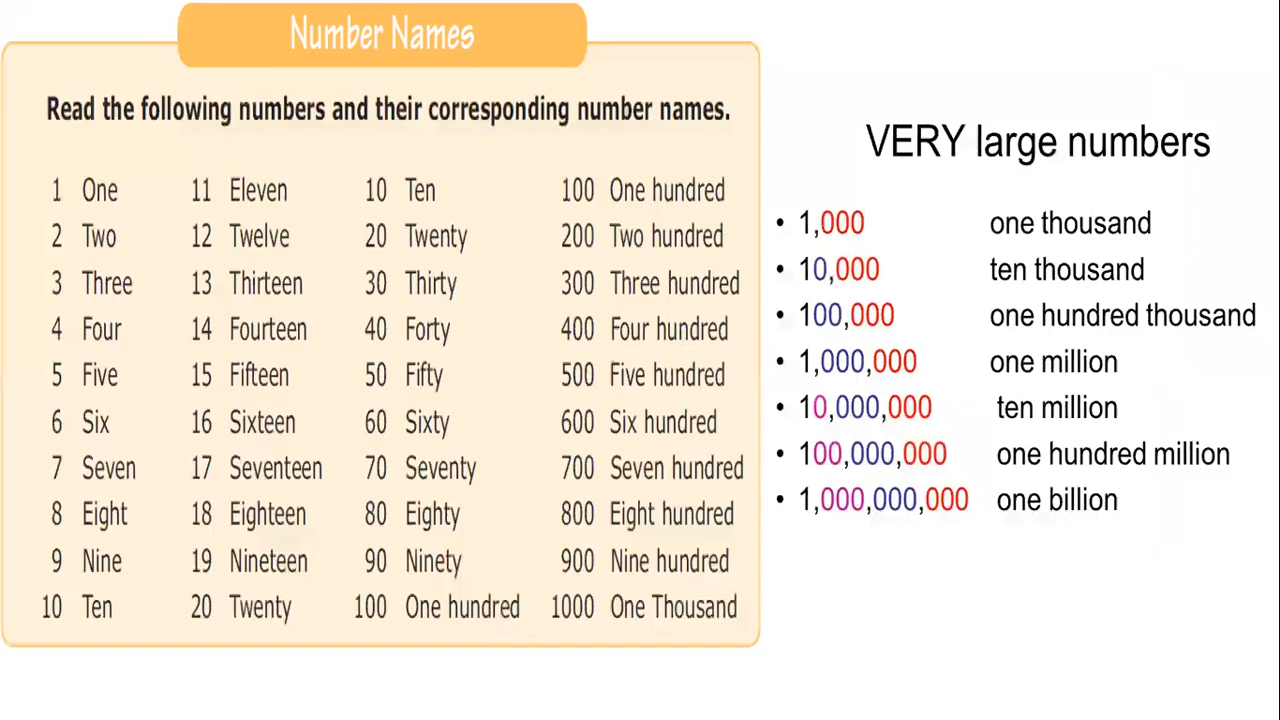 Number Names
Read the following numbers and their corresponding number names.
1 One 11 Eleven 10 Ten 100 One hundred
2 Two 12 Twelve 20 Twenty 200 Two hundred
3 Three 13 Thirteen 30 Thirty 300 Three hundred
4 Four 14 Fourteen 40 Forty 400 Four hundred
5 Five 15 Fifteen 50 Fifty 500 Five hundred
6 Six 16 Sixteen 60 Sixty 600 Six hundred
7 Seven 17 Seventeen 70 Seventy 700 Seven hundred
8 Eight 18 Eighteen 80 Eighty 800 Eight hundred
9 Nine 19 Nineteen 90 Ninety 900 Nine hundred
10 Ten 20 Twenty 100 One hundred 1000 One Thousand
VERY large numbers
• 1,000 one thousand
• 10,000 ten thousand
• 100,000 one hundred thousand
• 1,000,000 one million
• 10,000,000 ten million
• 100,000,000 one hundred million
• 1,000,000,000 one billion